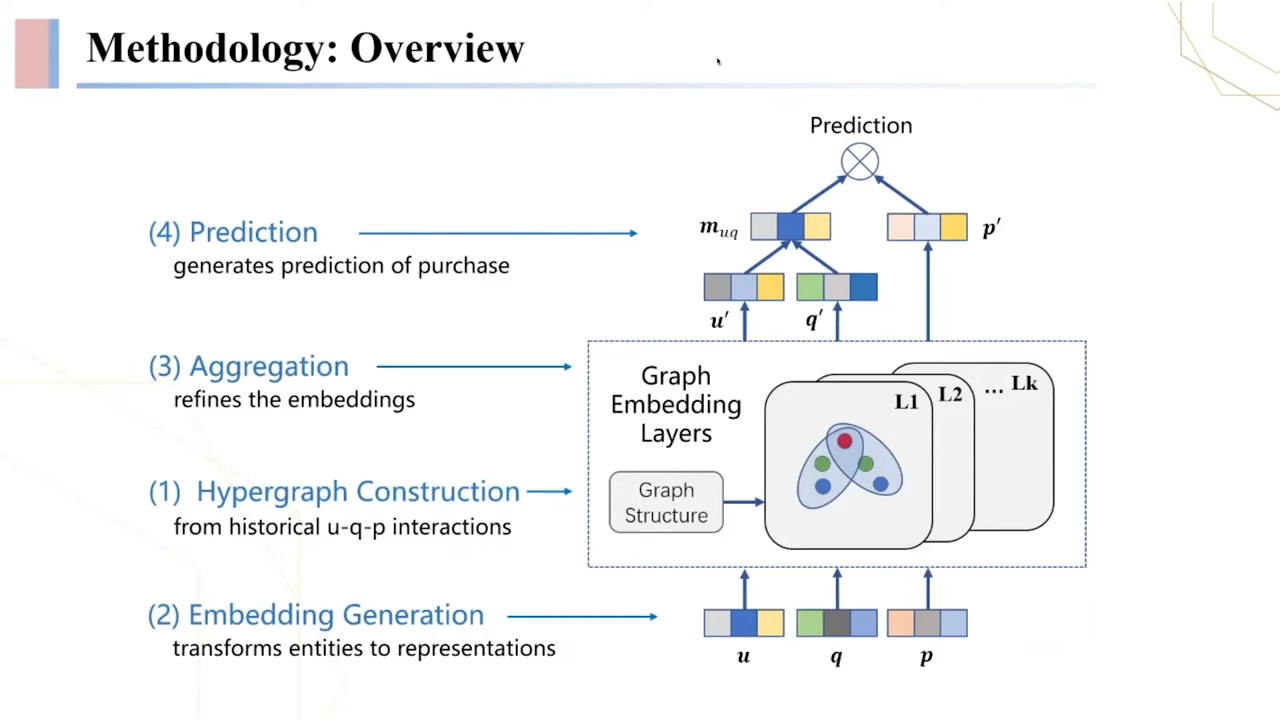 Methodology: Overview
Prediction
(4) Prediction
generates prediction of purchase
m_uq
p′
u′
q′
(3) Aggregation
refines the embeddings
Graph
Embedding
Layers
L1
L2
... Lk
(1) Hypergraph Construction
from historical u-q-p interactions
Graph
Structure
(2) Embedding Generation
transforms entities to representations
u
q
p